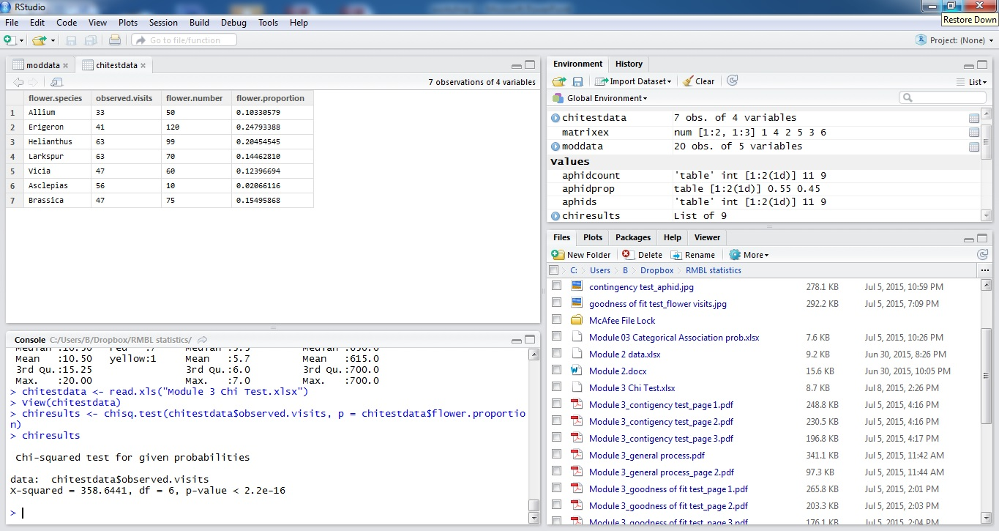 RStudio
Restore Down
File Edit Code View Plots Session Build Debug Tools Help
Go to file/function
Project: (None)
moddata
chitestdata
7 observations of 4 variables
flower.species observed.visits flower.number flower.proportion
1 Allium 33 50 0.10330579
2 Erigeron 41 120 0.24793388
3 Helianthus 63 99 0.20454545
4 Larkspur 63 70 0.14462810
5 Vicia 47 60 0.12396694
6 Asclepias 56 10 0.02066116
7 Brassica 47 75 0.15495868
Console C:/Users/B/Dropbox/RMBL statistics/
Median :10.50 red :7 Median :5.5 Median :650.0
Mean :10.50 yellow:1 Mean :5.7 Mean :615.0
3rd Qu.:15.25 3rd Qu.:6.0 3rd Qu.:700.0
Max. :20.00 Max. :7.0 Max. :700.0
> chitestdata <- read.xls("Module 3 Chi Test.xlsx")
> View(chitestdata)
> chiresults <- chisq.test(chitestdata$observed.visits, p = chitestdata$flower.proportio
n)
> chiresults
Chi-squared test for given probabilities
data: chitestdata$observed.visits
X-squared = 358.6441, df = 6, p-value < 2.2e-16
>
Environment History
Import Dataset Clear List
Global Environment
chitestdata 7 obs. of 4 variables
matrixex num [1:2, 1:3] 1 4 2 5 3 6
moddata 20 obs. of 5 variables
Values
aphidcount 'table' int [1:2(1d)] 11 9
aphidprop table [1:2(1d)] 0.55 0.45
aphids 'table' int [1:2(1d)] 11 9
chiresults List of 9
Files Plots Packages Help Viewer
New Folder Delete Rename More
C: Users B Dropbox RMBL statistics ...
contingency test_aphid.jpg 278.1 KB Jul 5, 2015, 10:59 PM
goodness of fit test_flower visits.jpg 292.2 KB Jul 5, 2015, 7:09 PM
McAfee File Lock
Module 03 Categorical Association prob.xlsx 7.6 KB Jul 5, 2015, 10:26 PM
Module 2 data.xlsx 9.2 KB Jun 30, 2015, 8:26 PM
Module 2.docx 15.6 KB Jun 30, 2015, 10:05 PM
Module 3 Chi Test.xlsx 8.7 KB Jul 8, 2015, 2:26 PM
Module 3_contigency test_page 1.pdf 248.8 KB Jul 5, 2015, 4:16 PM
Module 3_contigency test_page 2.pdf 230.5 KB Jul 5, 2015, 4:16 PM
Module 3_contigency test_page 3.pdf 196.8 KB Jul 5, 2015, 4:17 PM
Module 3_general process.pdf 341.1 KB Jul 5, 2015, 11:42 AM
Module 3_general process_page 2.pdf 97.3 KB Jul 5, 2015, 11:44 AM
Module 3_goodness of fit test_page 1.pdf 265.8 KB Jul 5, 2015, 2:01 PM
Module 3_goodness of fit test_page 2.pdf 203.3 KB Jul 5, 2015, 2:03 PM
Module 3_goodness of fit test_page 3.pdf 176.1 KB Jul 5, 2015, 2:04 PM